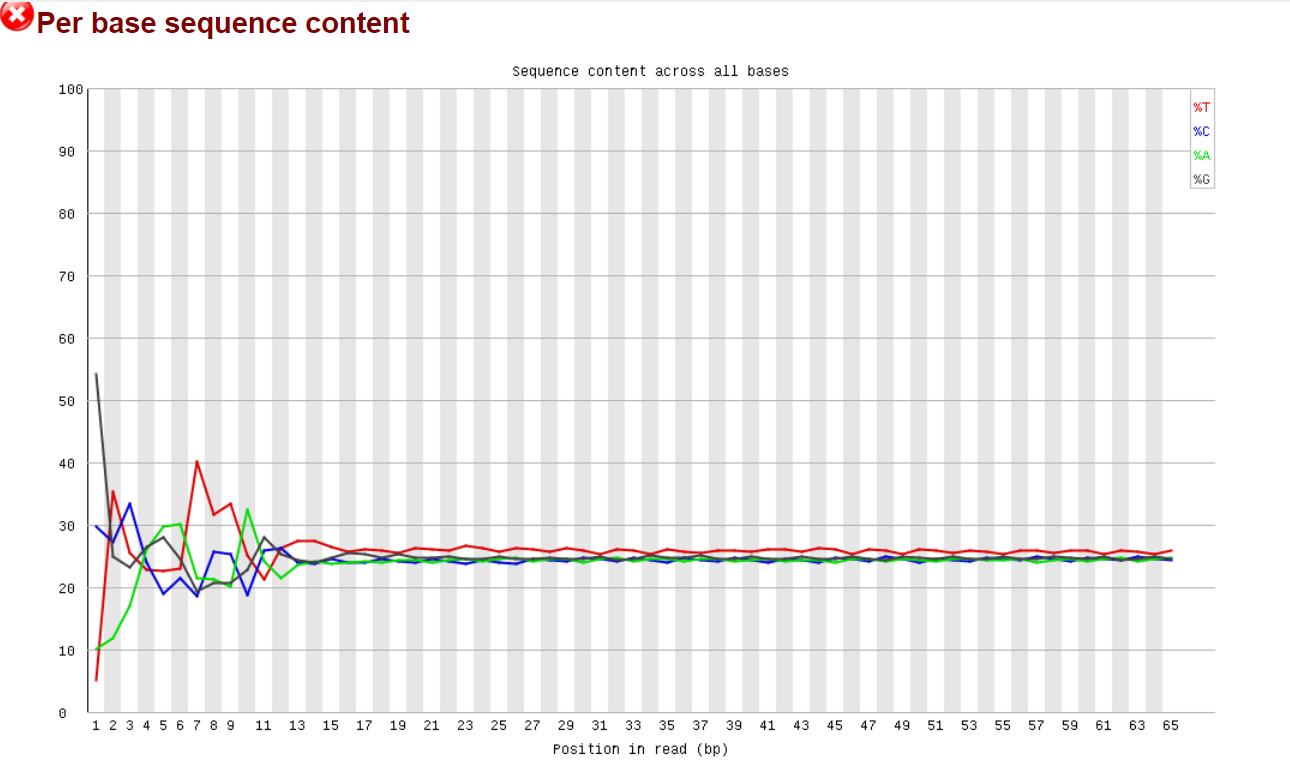 Per base sequence content
Sequence content across all bases
100
%T
%C
90
%A
%G
80
70
60
50
40
30
20
10
0
1 2 3 4 5 6 7 8 9 11 13 15 17 19 21 23 25 27 29 31 33 35 37 39 41 43 45 47 49 51 53 55 57 59 61 63 65
Position in read (bp)